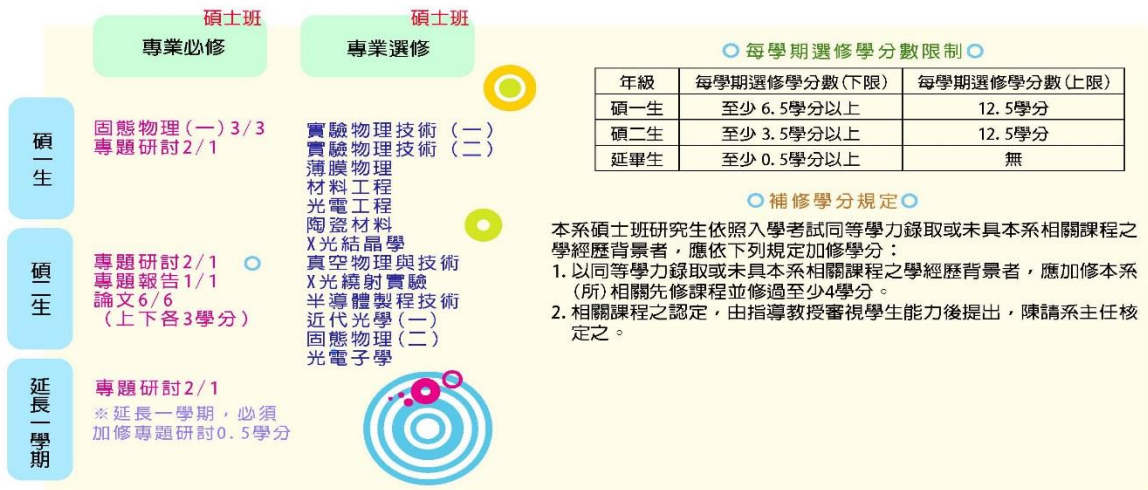 碩士班
專業必修
碩士班
專業選修
碩一生
固態物理(一)3/3
專題研討2/1
碩二生
專題研討2/1
專題報告1/1
論文6/6
（上下各3學分）
延長一學期
專題研討2/1
※延長一學期，必須
加修專題研討0.5學分
實驗物理技術（一）
實驗物理技術（二）
薄膜物理
材料工程
光電工程
陶瓷材料
X光結晶學
真空物理與技術
X光繞射實驗
半導體製程技術
近代光學(一)
固態物理(二)
光電子學
每學期選修學分數限制
年級 每學期選修學分數(下限) 每學期選修學分數(上限)
碩一生 至少6.5學分以上 12.5學分
碩二生 至少3.5學分以上 12.5學分
延畢生 至少0.5學分以上 無
補修學分規定
本系碩士班研究生依照入學考試同等學力錄取或未具本系相關課程之
學經歷背景者，應依下列規定加修學分：
1. 以同等學力錄取或未具本系相關課程之學經歷背景者，應加修本系
(所)相關先修課程並修過至少4學分。
2. 相關課程之認定，由指導教授審視學生能力後提出，陳請系主任核
定之。